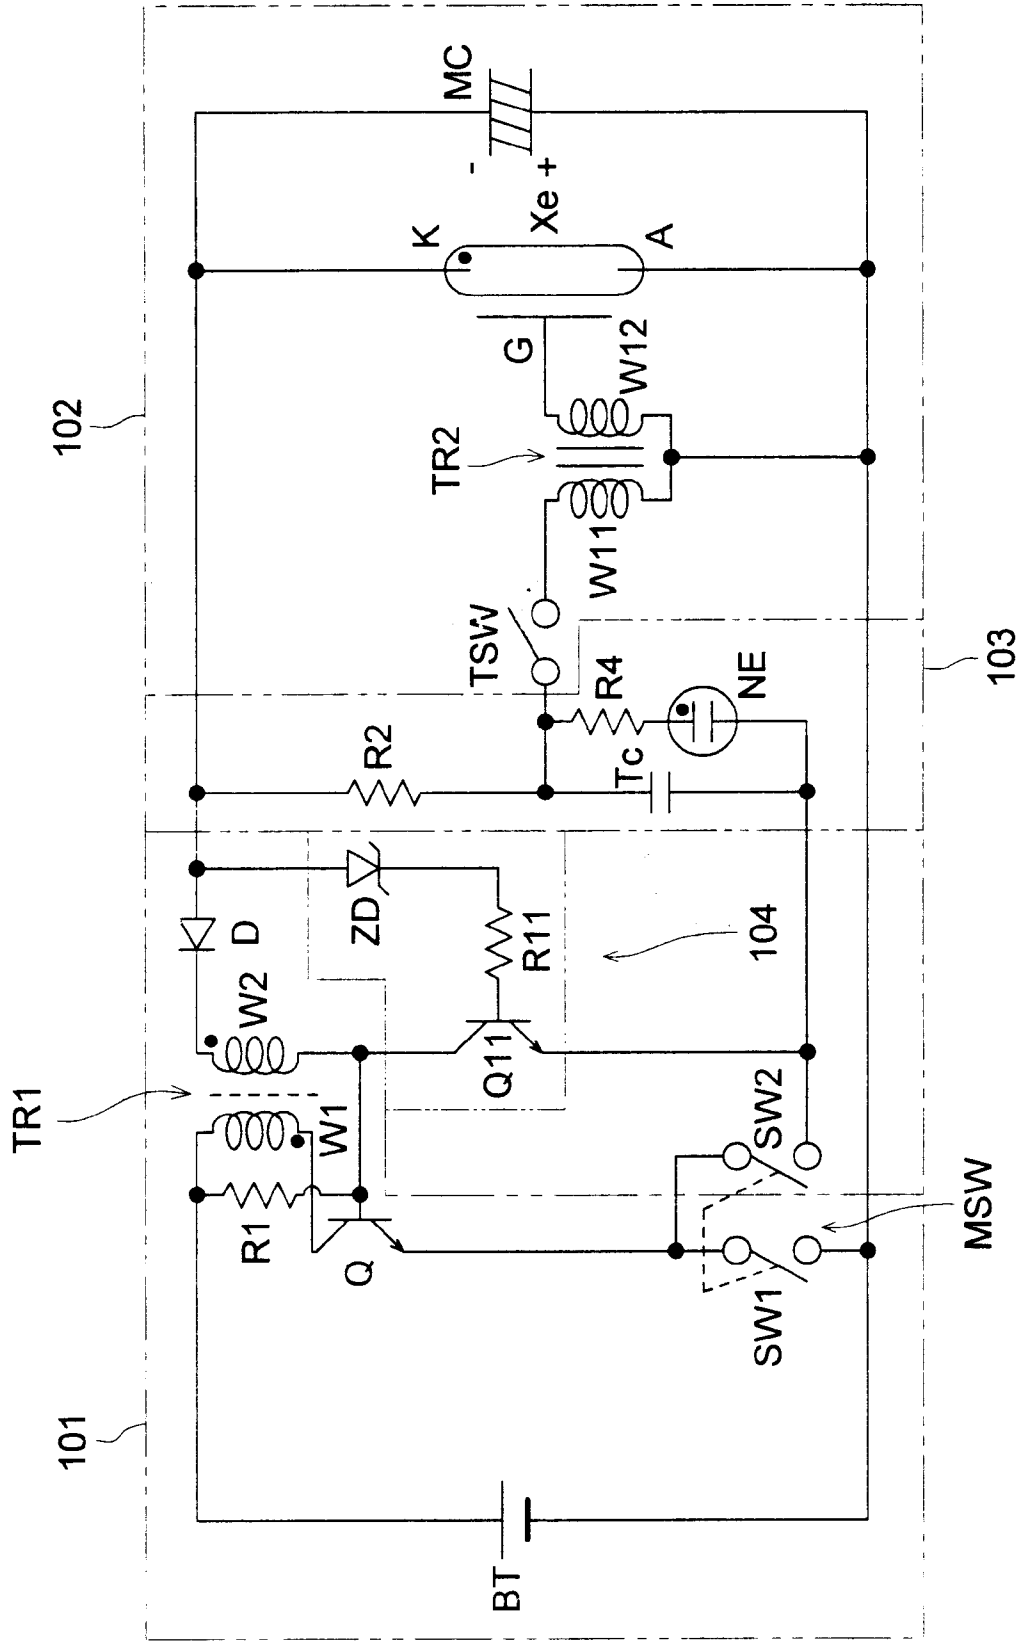 101
TR1
102
D
W2
W1
R1
Q
ZD
R11
Q11
104
R2
TSW
R4
Tc
NE
103
TR2
W11
W12
G
K
Xe
A
-
+
MC
BT
SW1
SW2
MSW